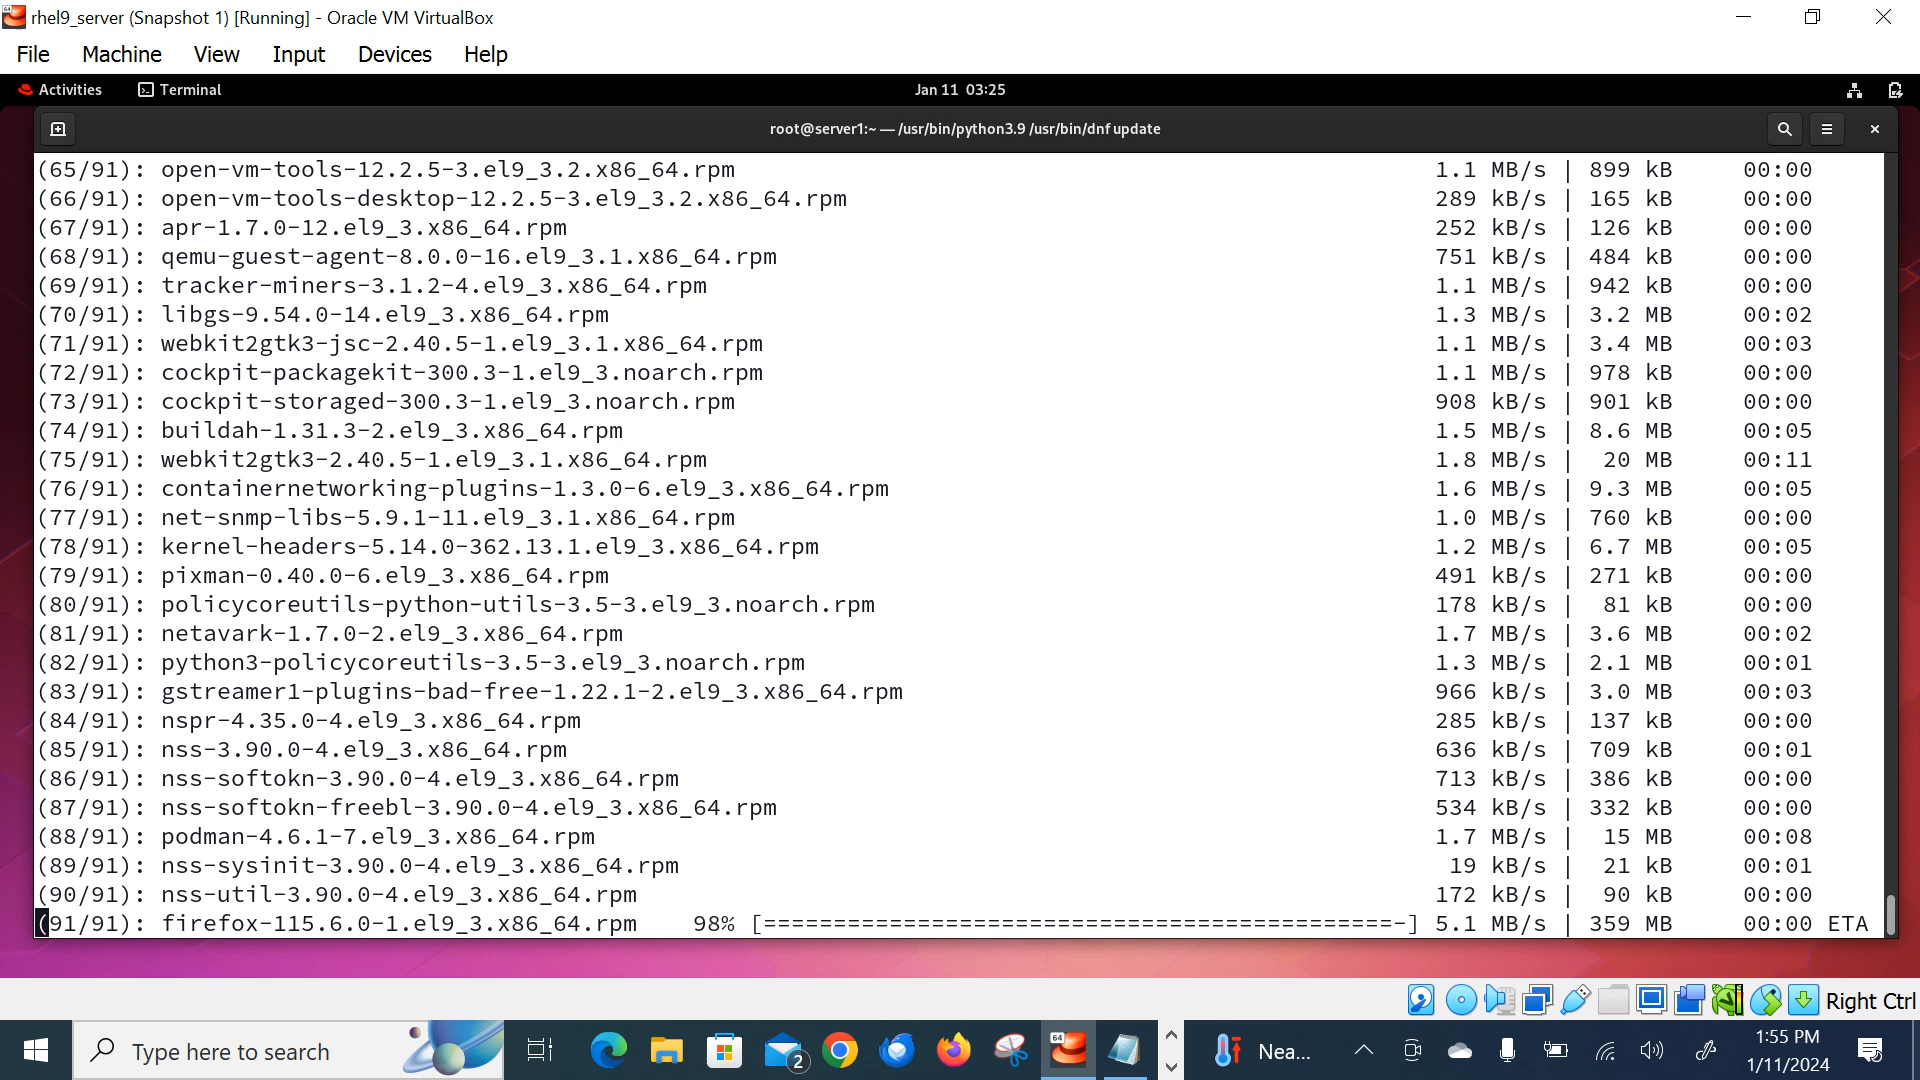 rhel9_server (Snapshot 1) [Running] - Oracle VM VirtualBox
File Machine View Input Devices Help
Activities Terminal Jan 11 03:25
root@server1:~ — /usr/bin/python3.9 /usr/bin/dnf update
(65/91): open-vm-tools-12.2.5-3.el9_3.2.x86_64.rpm 1.1 MB/s | 899 kB 00:00
(66/91): open-vm-tools-desktop-12.2.5-3.el9_3.2.x86_64.rpm 289 kB/s | 165 kB 00:00
(67/91): apr-1.7.0-12.el9_3.x86_64.rpm 252 kB/s | 126 kB 00:00
(68/91): qemu-guest-agent-8.0.0-16.el9_3.1.x86_64.rpm 751 kB/s | 484 kB 00:00
(69/91): tracker-miners-3.1.2-4.el9_3.x86_64.rpm 1.1 MB/s | 942 kB 00:00
(70/91): libgs-9.54.0-14.el9_3.x86_64.rpm 1.3 MB/s | 3.2 MB 00:02
(71/91): webkit2gtk3-jsc-2.40.5-1.el9_3.1.x86_64.rpm 1.1 MB/s | 3.4 MB 00:03
(72/91): cockpit-packagekit-300.3-1.el9_3.noarch.rpm 1.1 MB/s | 978 kB 00:00
(73/91): cockpit-storaged-300.3-1.el9_3.noarch.rpm 908 kB/s | 901 kB 00:00
(74/91): buildah-1.31.3-2.el9_3.x86_64.rpm 1.5 MB/s | 8.6 MB 00:05
(75/91): webkit2gtk3-2.40.5-1.el9_3.1.x86_64.rpm 1.8 MB/s | 20 MB 00:11
(76/91): containernetworking-plugins-1.3.0-6.el9_3.x86_64.rpm 1.6 MB/s | 9.3 MB 00:05
(77/91): net-snmp-libs-5.9.1-11.el9_3.1.x86_64.rpm 1.0 MB/s | 760 kB 00:00
(78/91): kernel-headers-5.14.0-362.13.1.el9_3.x86_64.rpm 1.2 MB/s | 6.7 MB 00:05
(79/91): pixman-0.40.0-6.el9_3.x86_64.rpm 491 kB/s | 271 kB 00:00
(80/91): policycoreutils-python-utils-3.5-3.el9_3.noarch.rpm 178 kB/s | 81 kB 00:00
(81/91): netavark-1.7.0-2.el9_3.x86_64.rpm 1.7 MB/s | 3.6 MB 00:02
(82/91): python3-policycoreutils-3.5-3.el9_3.noarch.rpm 1.3 MB/s | 2.1 MB 00:01
(83/91): gstreamer1-plugins-bad-free-1.22.1-2.el9_3.x86_64.rpm 966 kB/s | 3.0 MB 00:03
(84/91): nspr-4.35.0-4.el9_3.x86_64.rpm 285 kB/s | 137 kB 00:00
(85/91): nss-3.90.0-4.el9_3.x86_64.rpm 636 kB/s | 709 kB 00:01
(86/91): nss-softokn-3.90.0-4.el9_3.x86_64.rpm 713 kB/s | 386 kB 00:00
(87/91): nss-softokn-freebl-3.90.0-4.el9_3.x86_64.rpm 534 kB/s | 332 kB 00:00
(88/91): podman-4.6.1-7.el9_3.x86_64.rpm 1.7 MB/s | 15 MB 00:08
(89/91): nss-sysinit-3.90.0-4.el9_3.x86_64.rpm 19 kB/s | 21 kB 00:01
(90/91): nss-util-3.90.0-4.el9_3.x86_64.rpm 172 kB/s | 90 kB 00:00
(91/91): firefox-115.6.0-1.el9_3.x86_64.rpm 98% [=============================================-] 5.1 MB/s | 359 MB 00:00 ETA
Right Ctrl
Type here to search 2 64 Nea... 1:55 PM
1/11/2024